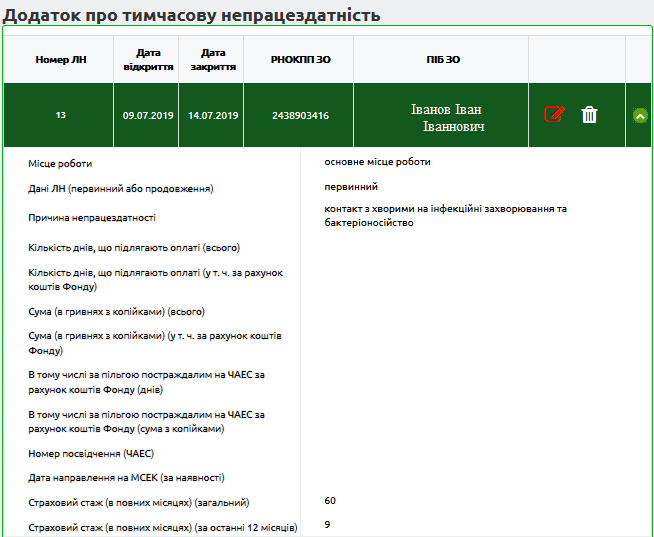 Додаток про тимчасову непрацездатність
Номер ЛН Дата відкриття Дата закриття РНОКПП ЗО ПІБ ЗО
13 09.07.2019 14.07.2019 2438903416 Іванов Іван Іваннович
Місце роботи основне місце роботи
Дані ЛН (первинний або продовження) первинний
Причина непрацездатності контакт з хворими на інфекційні захворювання та бактеріоносійство
Кількість днів, що підлягають оплаті (всього)
Кількість днів, що підлягають оплаті (у т. ч. за рахунок
коштів Фонду)
Сума (в гривнях з копійками) (всього)
Сума (в гривнях з копійками) (у т. ч. за рахунок коштів
Фонду)
В тому числі за пільгою постраждалим на ЧАЕС за
рахунок коштів Фонду (днів)
В тому числі за пільгою постраждалим на ЧАЕС за
рахунок коштів Фонду (сума з копійками)
Номер посвідчення (ЧАЕС)
Дата направлення на МСЕК (за наявності)
Страховий стаж (в повних місяцях) (загальний) 60
Страховий стаж (в повних місяцях) (за останні 12 місяців) 9